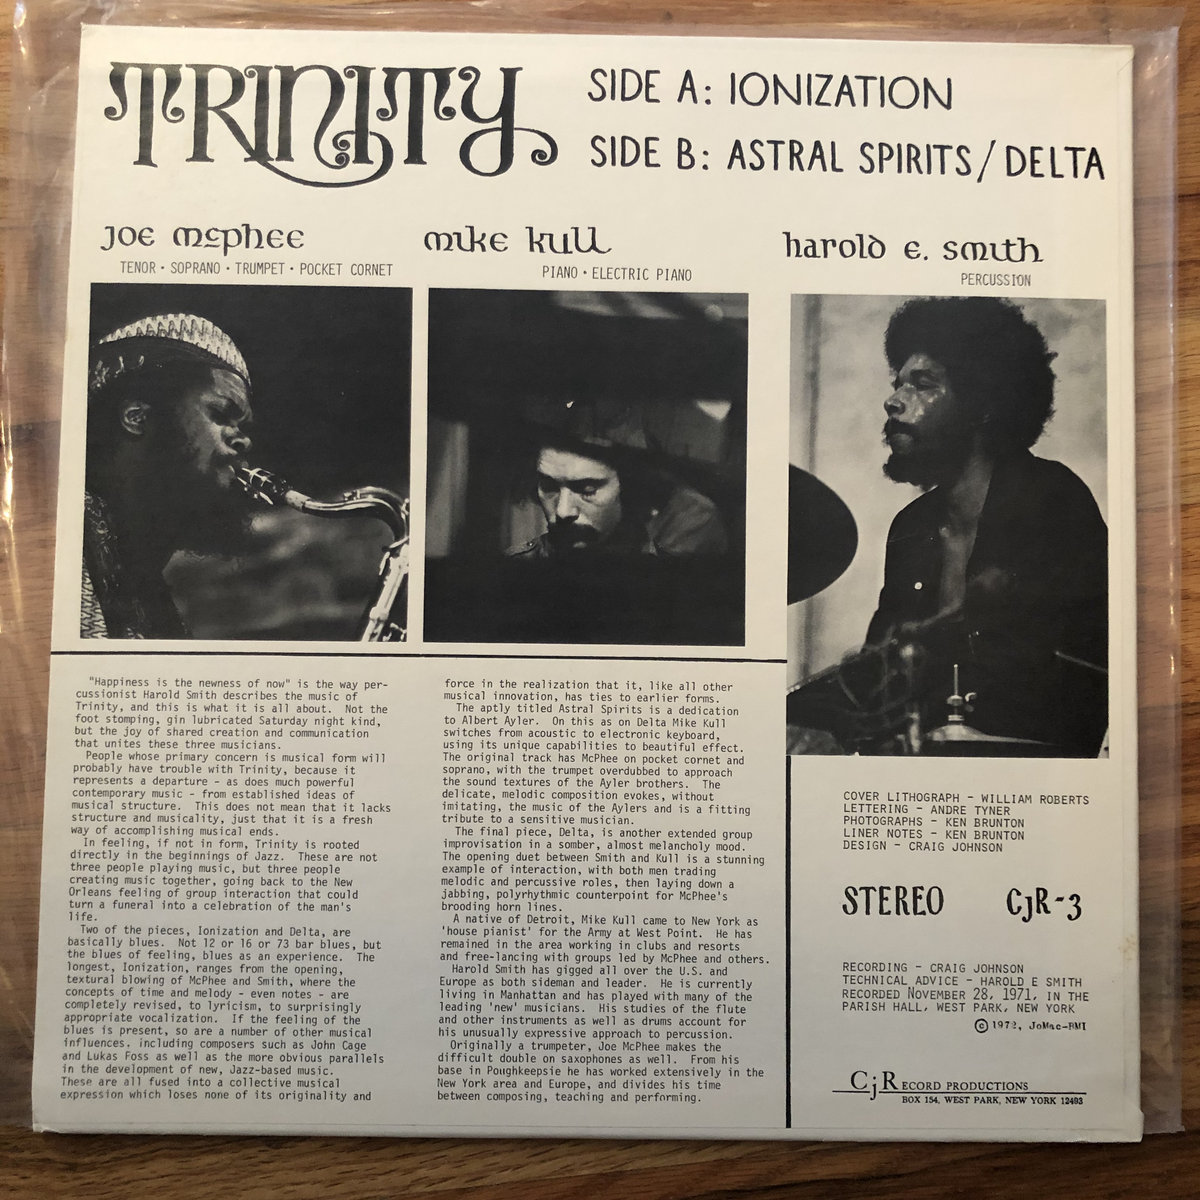 TRINITY
SIDE A: IONIZATION
SIDE B: ASTRAL SPIRITS/DELTA
JOE McPHEE
TENOR · SOPRANO · TRUMPET · POCKET CORNET
mike kull
PIANO · ELECTRIC PIANO
harold e. smith
PERCUSSION
"Happiness is the newness of now" is the way per-
cussionist Harold Smith describes the music of
Trinity, and this is what it is all about. Not the
foot stomping, gin lubricated Saturday night kind,
but the joy of shared creation and communication
that unites these three musicians.
People whose primary concern is musical form will
probably have trouble with Trinity, because it
represents a departure - as does much powerful
contemporary music - from established ideas of
musical structure. This does not mean that it lacks
structure and musicality, just that it is a fresh
way of accomplishing musical ends.
In feeling, if not in form, Trinity is rooted
directly in the beginnings of Jazz. These are not
three people playing music, but three people
creating music together, going back to the New
Orleans feeling of group interaction that could
turn a funeral into a celebration of the man's
life.
Two of the pieces, Ionization and Delta, are
basically blues. Not 12 or 16 or 73 bar blues, but
the blues of feeling, blues as an experience. The
longest, Ionization, ranges from the opening,
textural blowing of McPhee and Smith, where the
concepts of time and melody - even notes - are
completely revised, to lyricism, to surprisingly
appropriate vocalization. If the feeling of the
blues is present, so are a number of other musical
influences, including composers such as John Cage
and Lukas Foss as well as the more obvious parallels
in the development of new, Jazz-based music.
These are all fused into a collective musical
expression which loses none of its originality and
force in the realization that it, like all other
musical innovation, has ties to earlier forms.
The aptly titled Astral Spirits is a dedication
to Albert Ayler. On this as on Delta Mike Kull
switches from acoustic to electronic keyboard,
using its unique capabilities to beautiful effect.
The original track has McPhee on pocket cornet and
soprano, with the trumpet overdubbed to approach
the sound textures of the Ayler brothers. The
delicate, melodic composition evokes, without
imitating, the music of the Aylers and is a fitting
tribute to a sensitive musician.
The final piece, Delta, is another extended group
improvisation in a somber, almost melancholy mood.
The opening duet between Smith and Kull is a stunning
example of interaction, with both men trading
melodic and percussive roles, then laying down a
jabbing, polyrhythmic counterpoint for McPhee's
brooding horn lines.
A native of Detroit, Mike Kull came to New York as
'house pianist' for the Army at West Point. He has
remained in the area working in clubs and resorts
and free-lancing with groups led by McPhee and others.
Harold Smith has gigged all over the U.S. and
Europe as both sideman and leader. He is currently
living in Manhattan and has played with many of the
leading 'new' musicians. His studies of the flute
and other instruments as well as drums account for
his unusually expressive approach to percussion.
Originally a trumpeter, Joe McPhee makes the
difficult double on saxophones as well. From his
base in Poughkeepsie he has worked extensively in the
New York area and Europe, and divides his time
between composing, teaching and performing.
COVER LITHOGRAPH - WILLIAM ROBERTS
LETTERING - ANDRE TYNER
PHOTOGRAPHS - KEN BRUNTON
LINER NOTES - KEN BRUNTON
DESIGN - CRAIG JOHNSON
STEREO CjR-3
RECORDING - CRAIG JOHNSON
TECHNICAL ADVICE - HAROLD E SMITH
RECORDED NOVEMBER 28, 1971, IN THE
PARISH HALL, WEST PARK, NEW YORK
© 1972, JoMac-BMI
CjRECORD PRODUCTIONS
BOX 154, WEST PARK, NEW YORK 12493